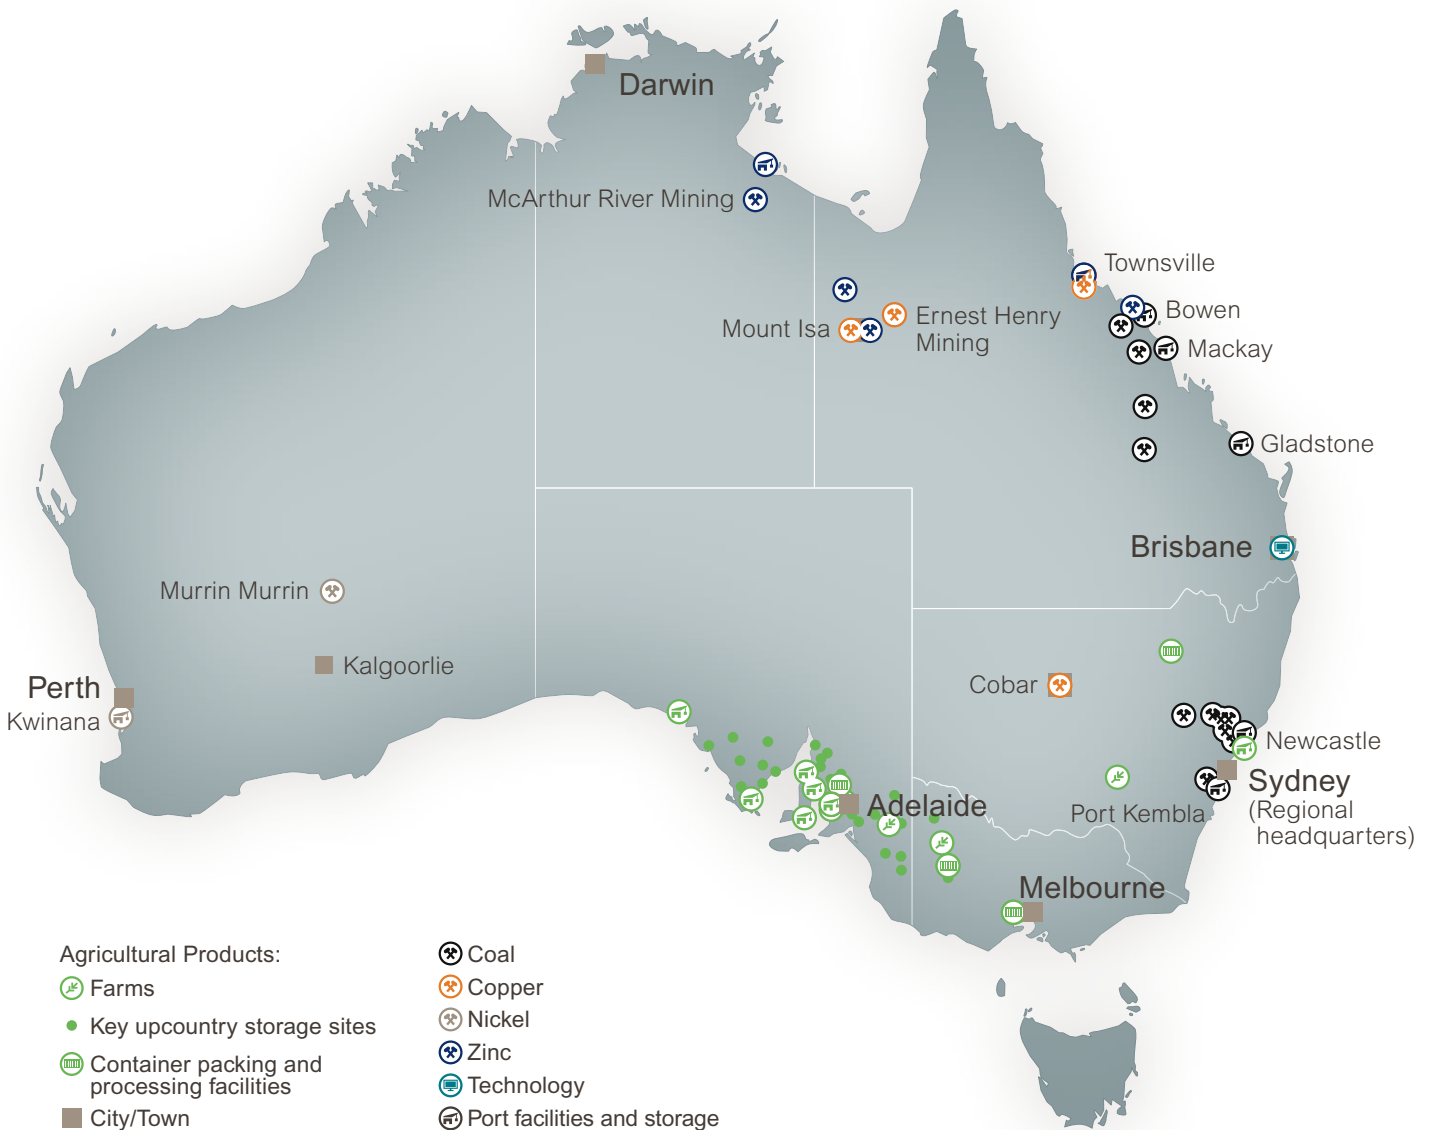 Darwin
McArthur River Mining
Townsville
Bowen
Ernest Henry
Mining
Mount Isa
Mackay
Gladstone
Brisbane
Murrin Murrin
Kalgoorlie
Perth
Kwinana
Cobar
Newcastle
Sydney
(Regional
headquarters)
Port Kembla
Adelaide
Melbourne
Agricultural Products:
Farms
Key upcountry storage sites
Container packing and
processing facilities
City/Town
Coal
Copper
Nickel
Zinc
Technology
Port facilities and storage